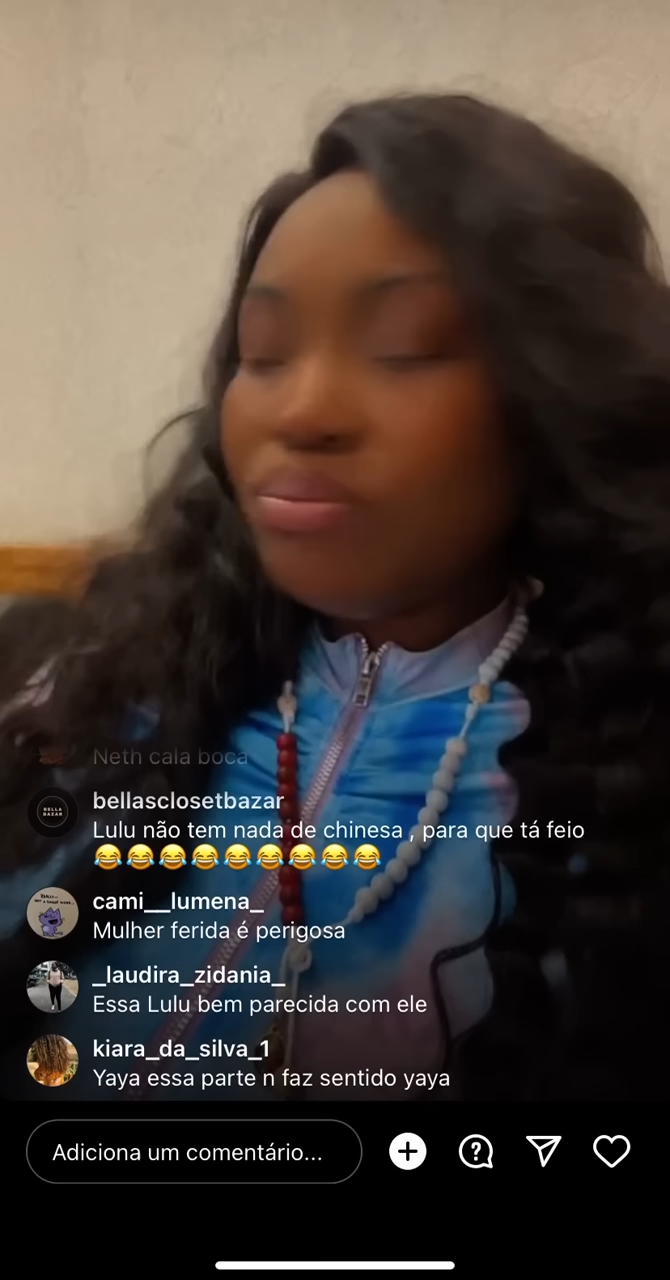 Neth cala boca
bellasclosetbazar
Lulu não tem nada de chinesa , para que tá feio
😂😂😂😂😂😂😂😂😂
cami__lumena_
Mulher ferida é perigosa
_laudira_zidania_
Essa Lulu bem parecida com ele
kiara_da_silva_1
Yaya essa parte n faz sentido yaya
Adiciona um comentário...